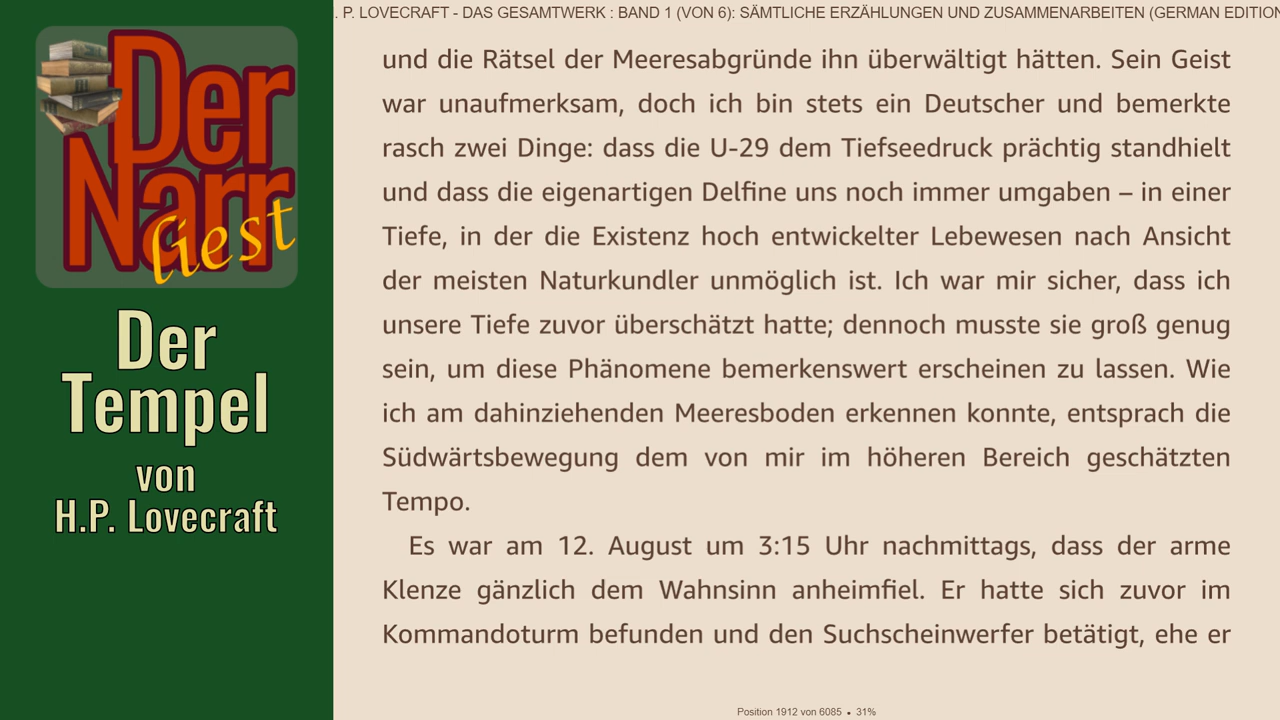 Der
Narr
liest
Der
Tempel
von
H.P. Lovecraft
. P. LOVECRAFT - DAS GESAMTWERK : BAND 1 (VON 6): SÄMTLICHE ERZÄHLUNGEN UND ZUSAMMENARBEITEN (GERMAN EDITION
und die Rätsel der Meeresabgründe ihn überwältigt hätten. Sein Geist
war unaufmerksam, doch ich bin stets ein Deutscher und bemerkte
rasch zwei Dinge: dass die U-29 dem Tiefseedruck prächtig standhielt
und dass die eigenartigen Delfine uns noch immer umgaben – in einer
Tiefe, in der die Existenz hoch entwickelter Lebewesen nach Ansicht
der meisten Naturkundler unmöglich ist. Ich war mir sicher, dass ich
unsere Tiefe zuvor überschätzt hatte; dennoch musste sie groß genug
sein, um diese Phänomene bemerkenswert erscheinen zu lassen. Wie
ich am dahinziehenden Meeresboden erkennen konnte, entsprach die
Südwärtsbewegung dem von mir im höheren Bereich geschätzten
Tempo.
Es war am 12. August um 3:15 Uhr nachmittags, dass der arme
Klenze gänzlich dem Wahnsinn anheimfiel. Er hatte sich zuvor im
Kommandoturm befunden und den Suchscheinwerfer betätigt, ehe er
Position 1912 von 6085 • 31%